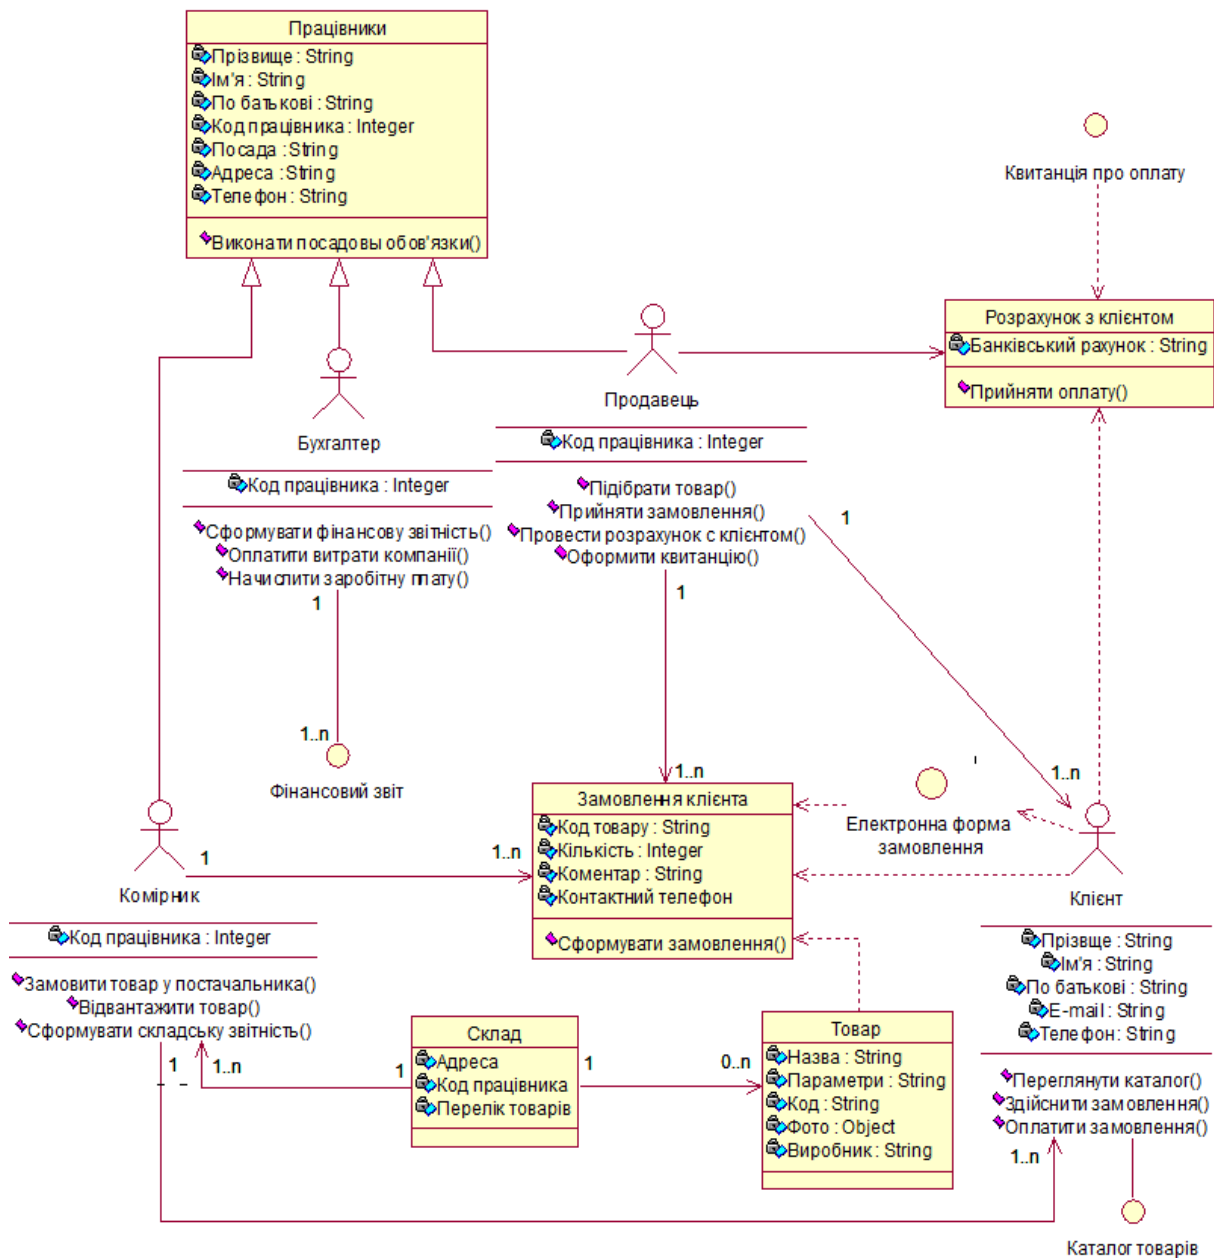 Працівники
Прізвище : String
Ім'я : String
По батькові : String
Код працівника : Integer
Посада : String
Адреса : String
Телефон : String
Виконати посадовы обов'язки()
Квитанція про оплату
Розрахунок з клієнтом
Банківський рахунок : String
Прийняти оплату()
Продавець
Код працівника : Integer
Підібрати товар()
Прийняти замовлення()
Провести розрахунок с клієнтом()
Оформити квитанцію()
Бухгалтер
Код працівника : Integer
Сформувати фінансову звітність()
Оплатити витрати компанії()
Начислити заробітну плату()
1
1
1
1..n
Фінансовий звіт
1..n
1..n
Замовлення клієнта
Код товару : String
Кількість : Integer
Коментар : String
Контактний телефон
Сформувати замовлення()
Електронна форма
замовлення
1
1..n
Комірник
Код працівника : Integer
Замовити товар у постачальника()
Відвантажити товар()
Сформувати складську звітність()
Клієнт
Прізвще : String
Ім'я : String
По батькові : String
E-mail : String
Телефон: String
Переглянути каталог()
Здійснити замовлення()
Оплатити замовлення()
1
1..n
1
Склад
Адреса
Код працівника
Перелік товарів
1
0..n
Товар
Назва : String
Параметри : String
Код : String
Фото : Object
Виробник : String
1..n
Каталог товарів